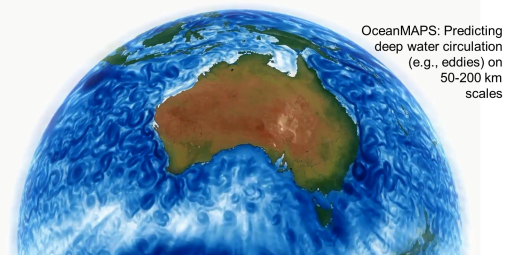 OceanMAPS: Predicting
deep water circulation
(e.g., eddies) on
50-200 km
scales